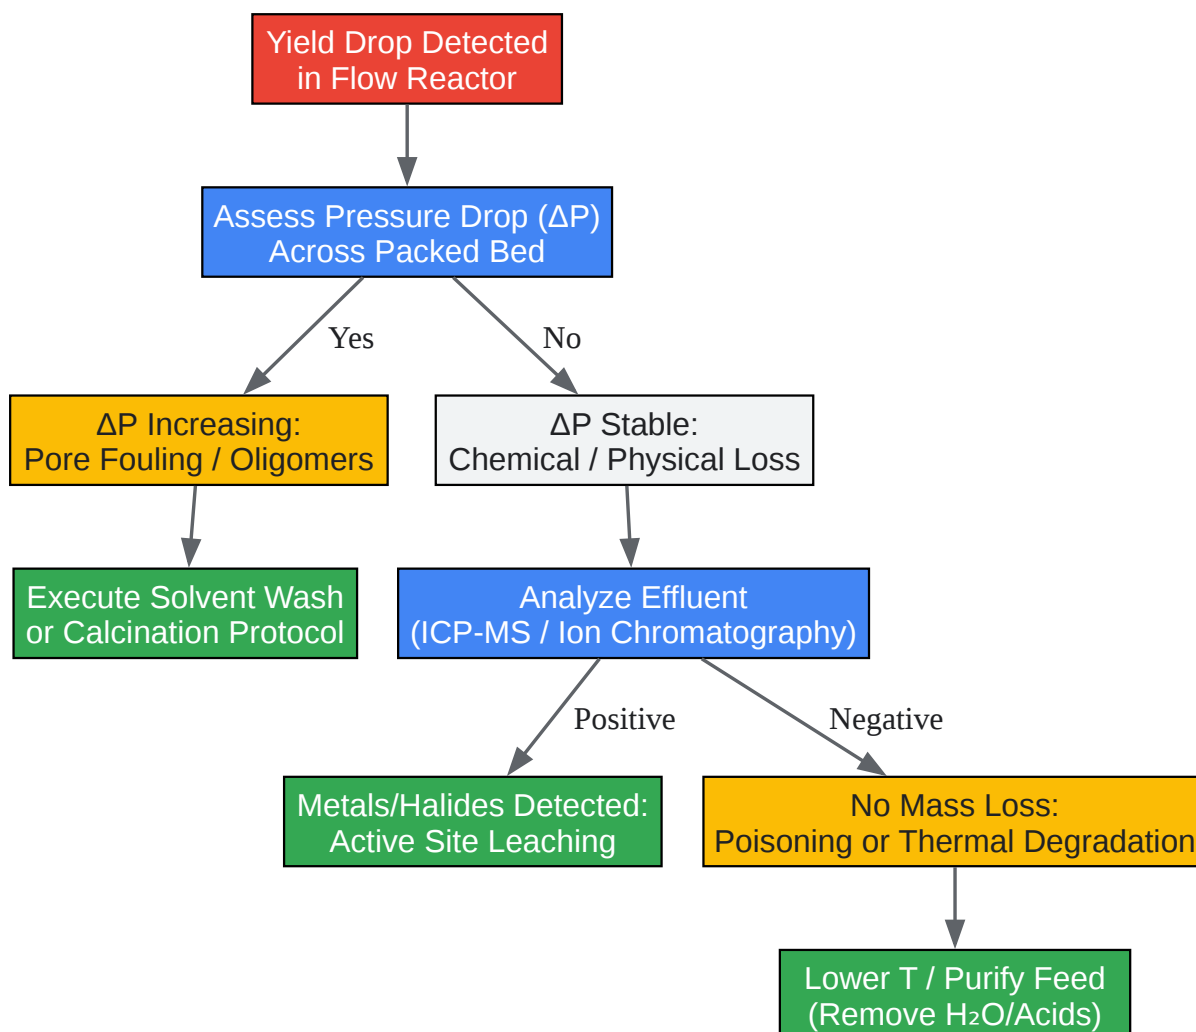 Yield Drop Detected
in Flow Reactor
Assess Pressure Drop (ΔP)
Across Packed Bed
Yes
No
ΔP Increasing:
Pore Fouling / Oligomers
ΔP Stable:
Chemical / Physical Loss
Execute Solvent Wash
or Calcination Protocol
Analyze Effluent
(ICP-MS / Ion Chromatography)
Positive
Negative
Metals/Halides Detected:
Active Site Leaching
No Mass Loss:
Poisoning or Thermal Degradation
Lower T / Purify Feed
(Remove H₂O/Acids)